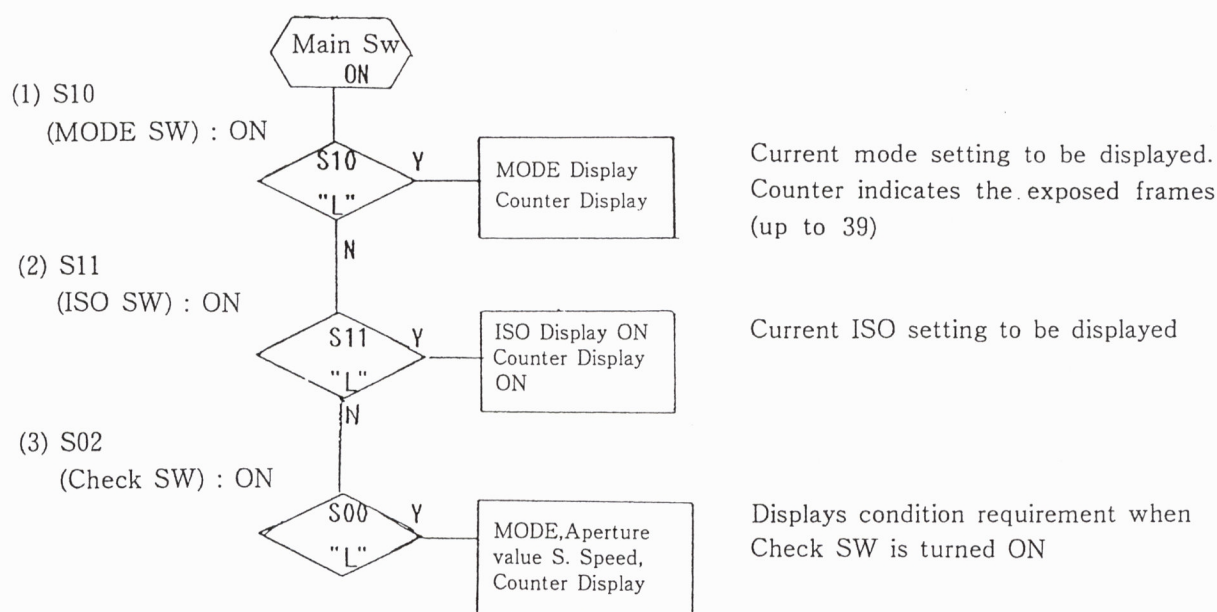 Main Sw
ON
(1) S10
(MODE SW) : ON
S10
"L"
Y
N
MODE Display
Counter Display
Current mode setting to be displayed.
Counter indicates the exposed frames
(up to 39)
(2) S11
(ISO SW) : ON
S11
"L"
Y
N
ISO Display ON
Counter Display
ON
Current ISO setting to be displayed
(3) S02
(Check SW) : ON
S00
"L"
Y
MODE,Aperture
value S. Speed,
Counter Display
Displays condition requirement when
Check SW is turned ON